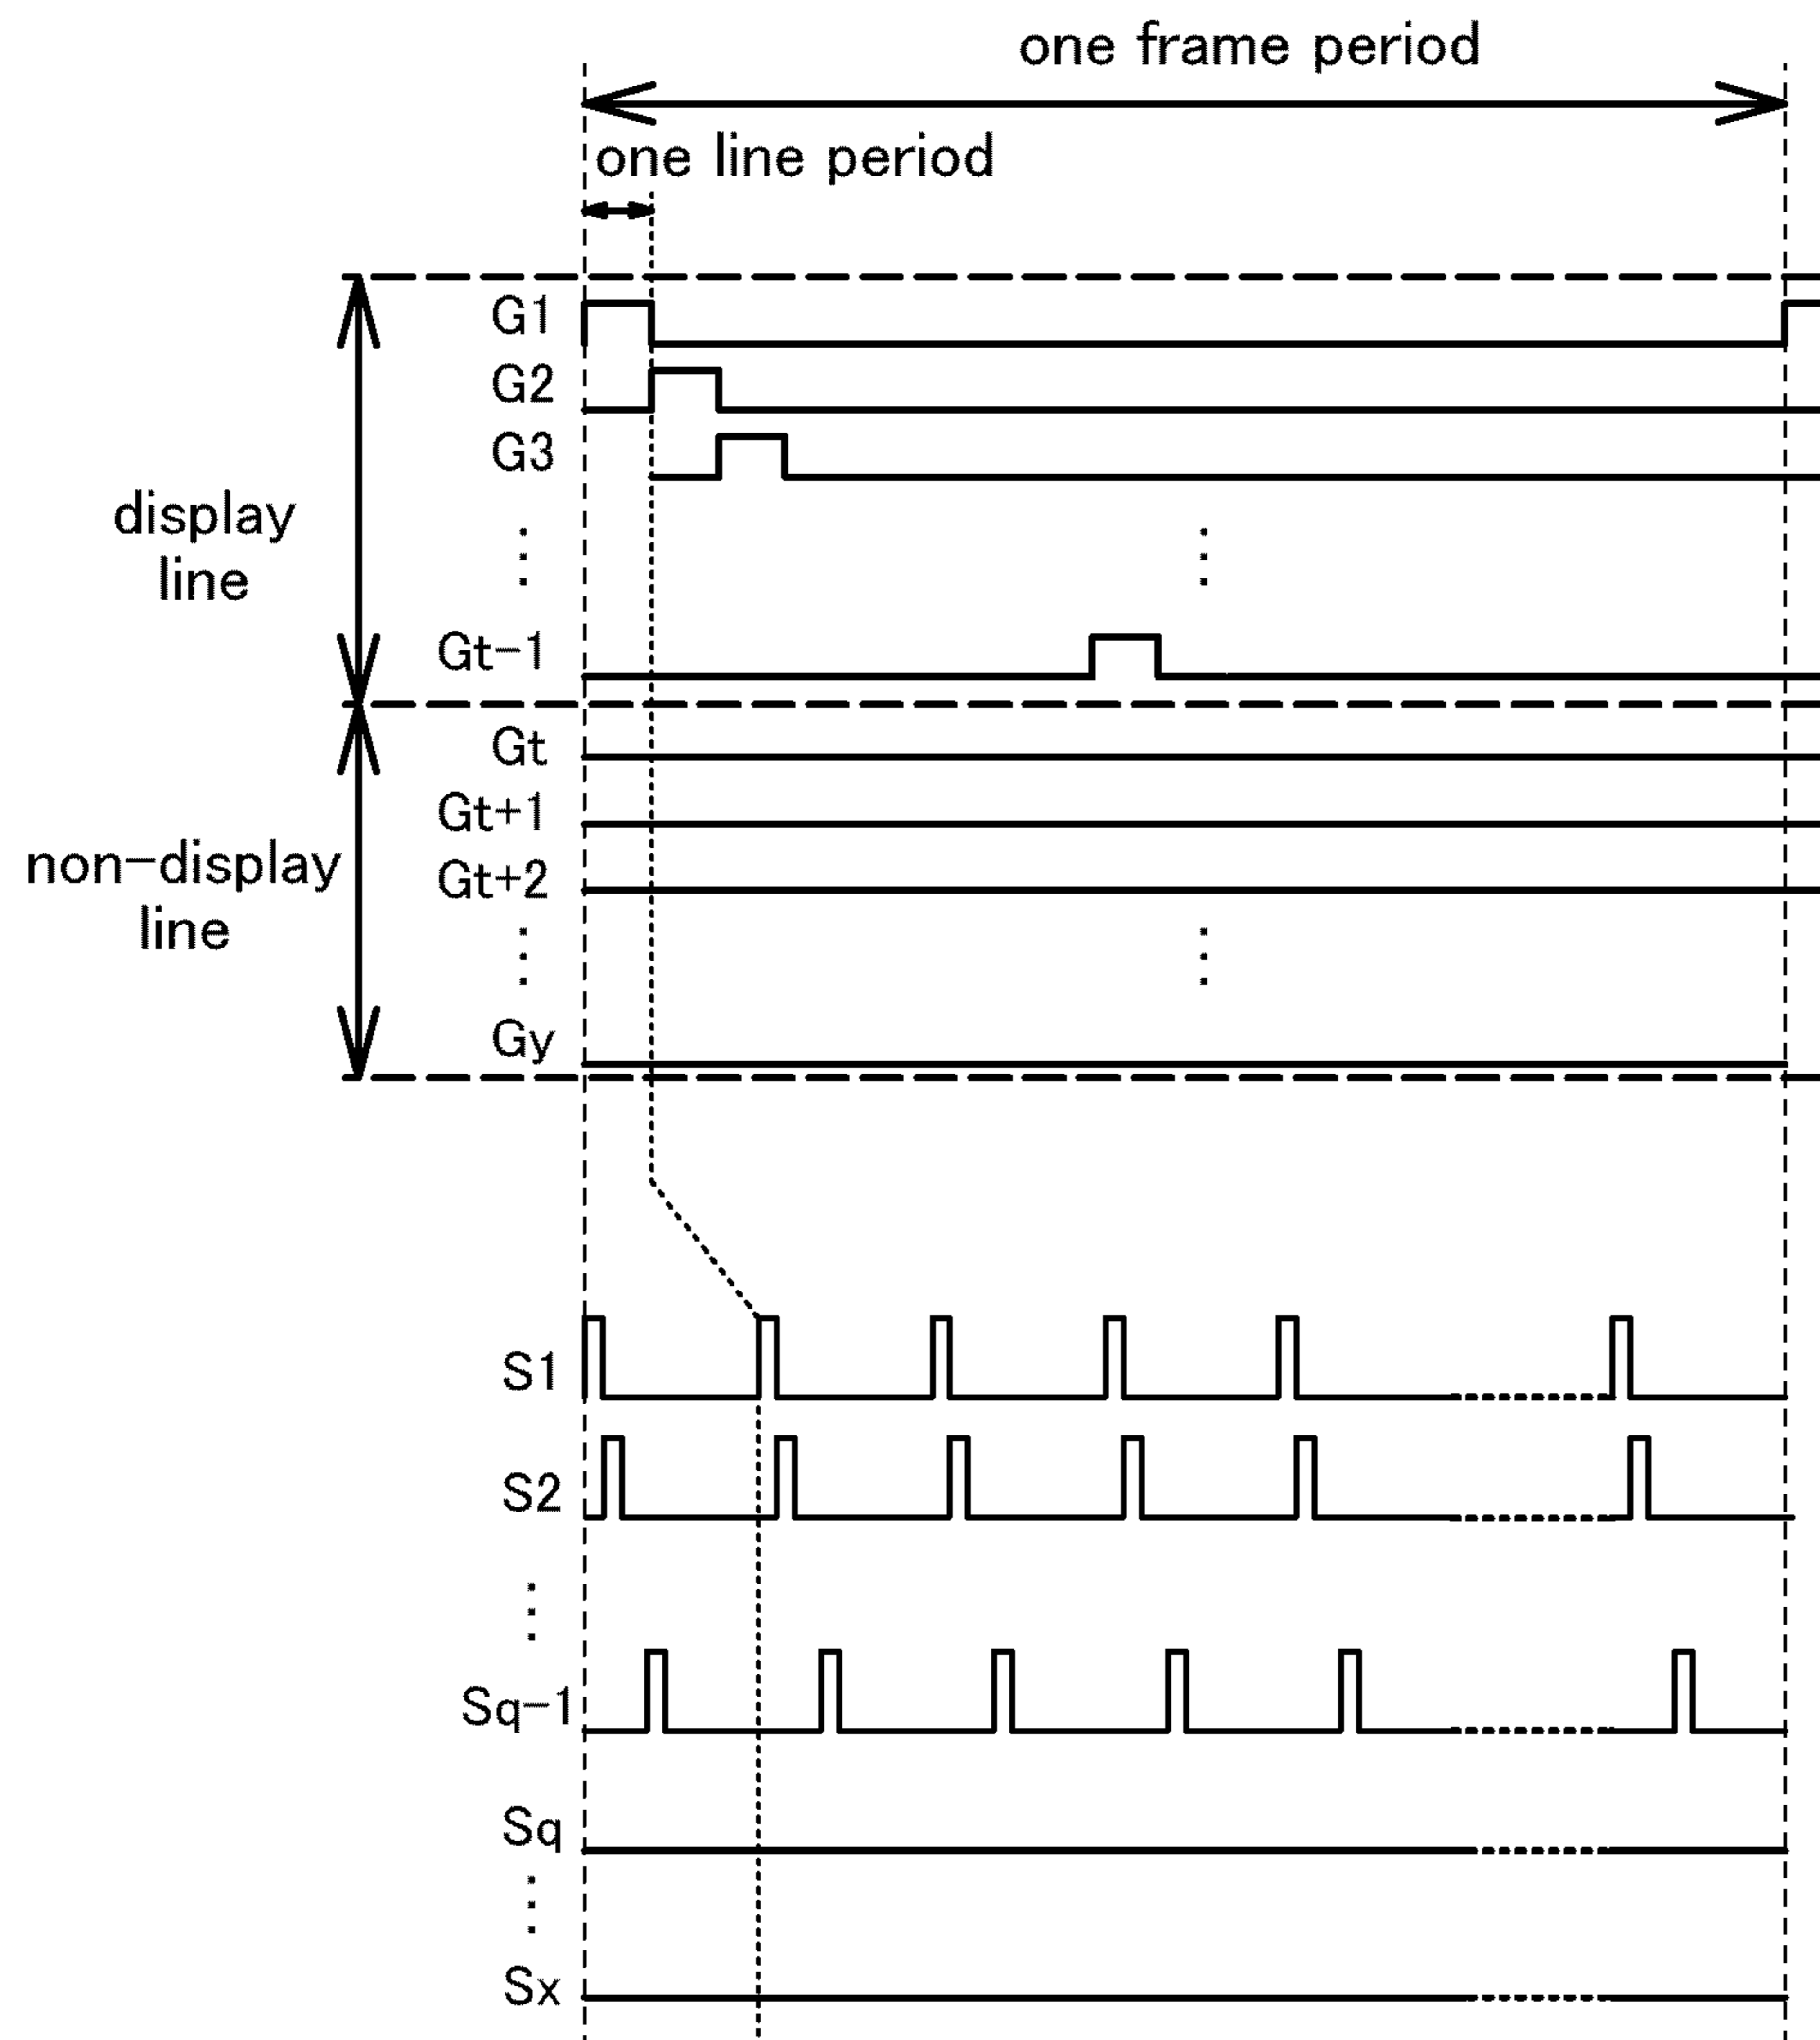 one frame period
one line period
G1
G2
G3
display
line
Gt-1
Gt
Gt+1
non-display
line
Gt+2
Gy
S1
S2
Sq-1
Sq
Sx